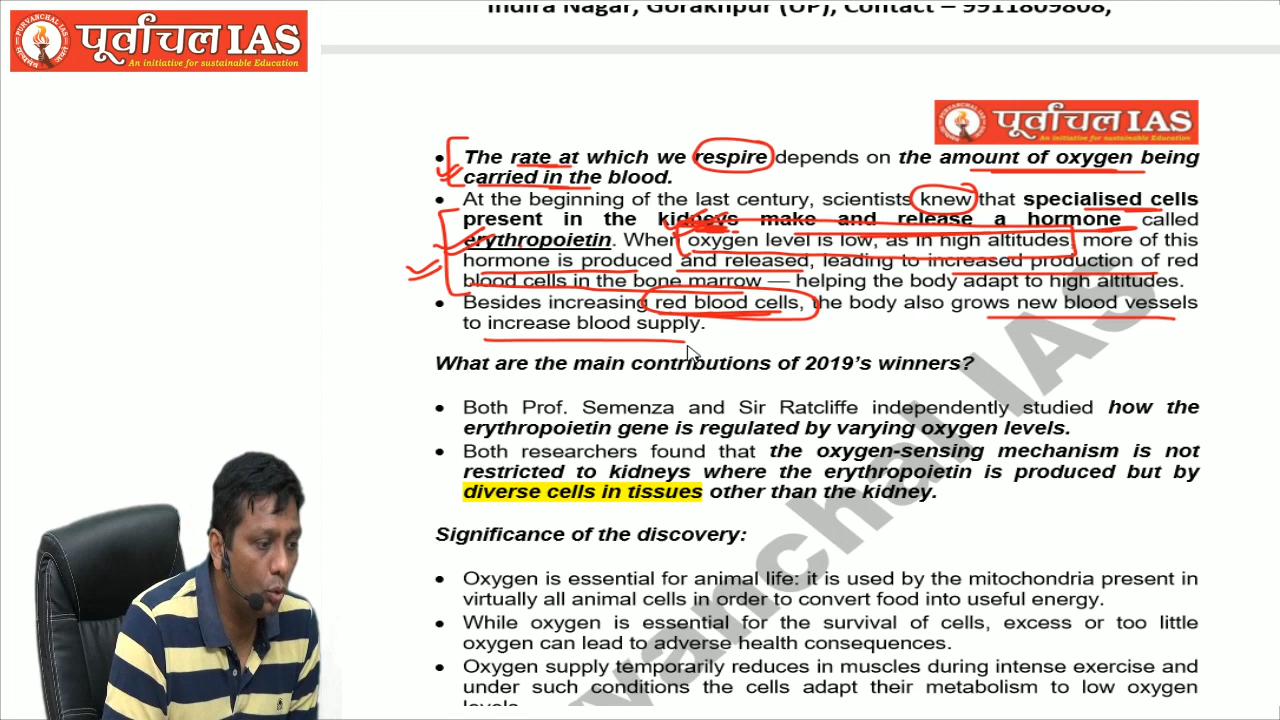 Indira Nagar, Gorakhpur (UP), Contact – 9911809808,
PURVANCHAL IAS
पूर्वांचल IAS
An initiative for sustainable Education
पूर्वांचल IAS
An initiative for sustainable Education
• The rate at which we respire depends on the amount of oxygen being
carried in the blood.
• At the beginning of the last century, scientists knew that specialised cells
present in the kidneys make and release a hormone called
erythropoietin. When oxygen level is low, as in high altitudes, more of this
hormone is produced and released, leading to increased production of red
blood cells in the bone marrow — helping the body adapt to high altitudes.
• Besides increasing red blood cells, the body also grows new blood vessels
to increase blood supply.
What are the main contributions of 2019’s winners?
• Both Prof. Semenza and Sir Ratcliffe independently studied how the
erythropoietin gene is regulated by varying oxygen levels.
• Both researchers found that the oxygen-sensing mechanism is not
restricted to kidneys where the erythropoietin is produced but by
diverse cells in tissues other than the kidney.
Significance of the discovery:
• Oxygen is essential for animal life: it is used by the mitochondria present in
virtually all animal cells in order to convert food into useful energy.
• While oxygen is essential for the survival of cells, excess or too little
oxygen can lead to adverse health consequences.
• Oxygen supply temporarily reduces in muscles during intense exercise and
under such conditions the cells adapt their metabolism to low oxygen
levels.
vanchal IAS